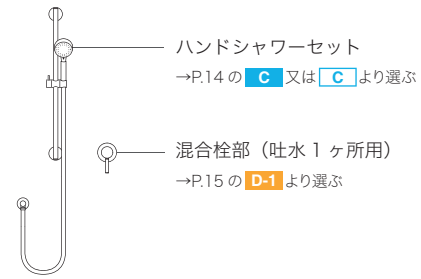 ハンドシャワーセット
→P.14 の C 又は C より選ぶ
混合栓部（吐水 1 ヶ所用）
→P.15 の D-1 より選ぶ